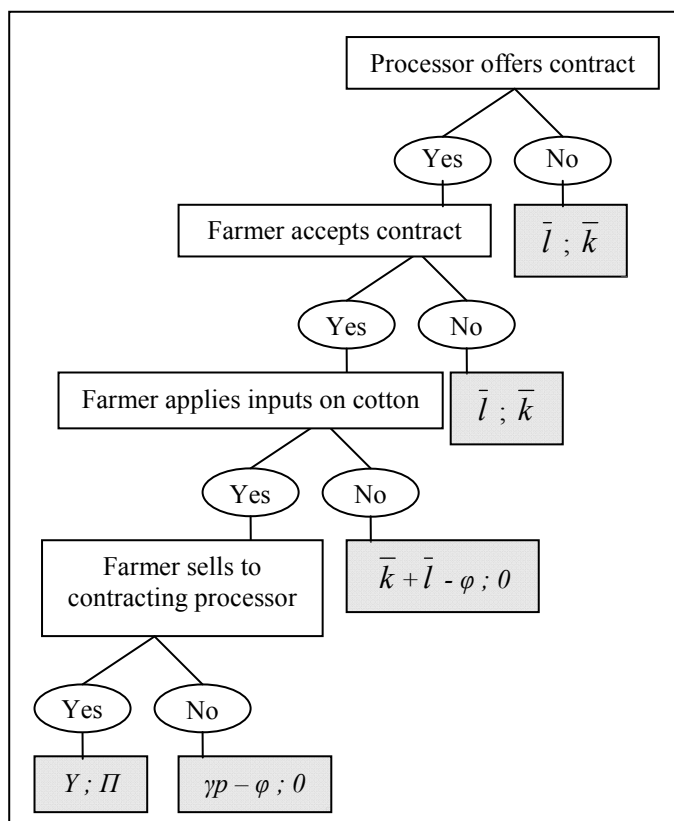 Processor offers contract
Yes No
Farmer accepts contract
l̄ ; k̄
Yes No
Farmer applies inputs on cotton
l̄ ; k̄
Yes No
Farmer sells to
contracting processor
k̄ + l̄ - φ ; 0
Yes No
Y ; Π γp – φ ; 0